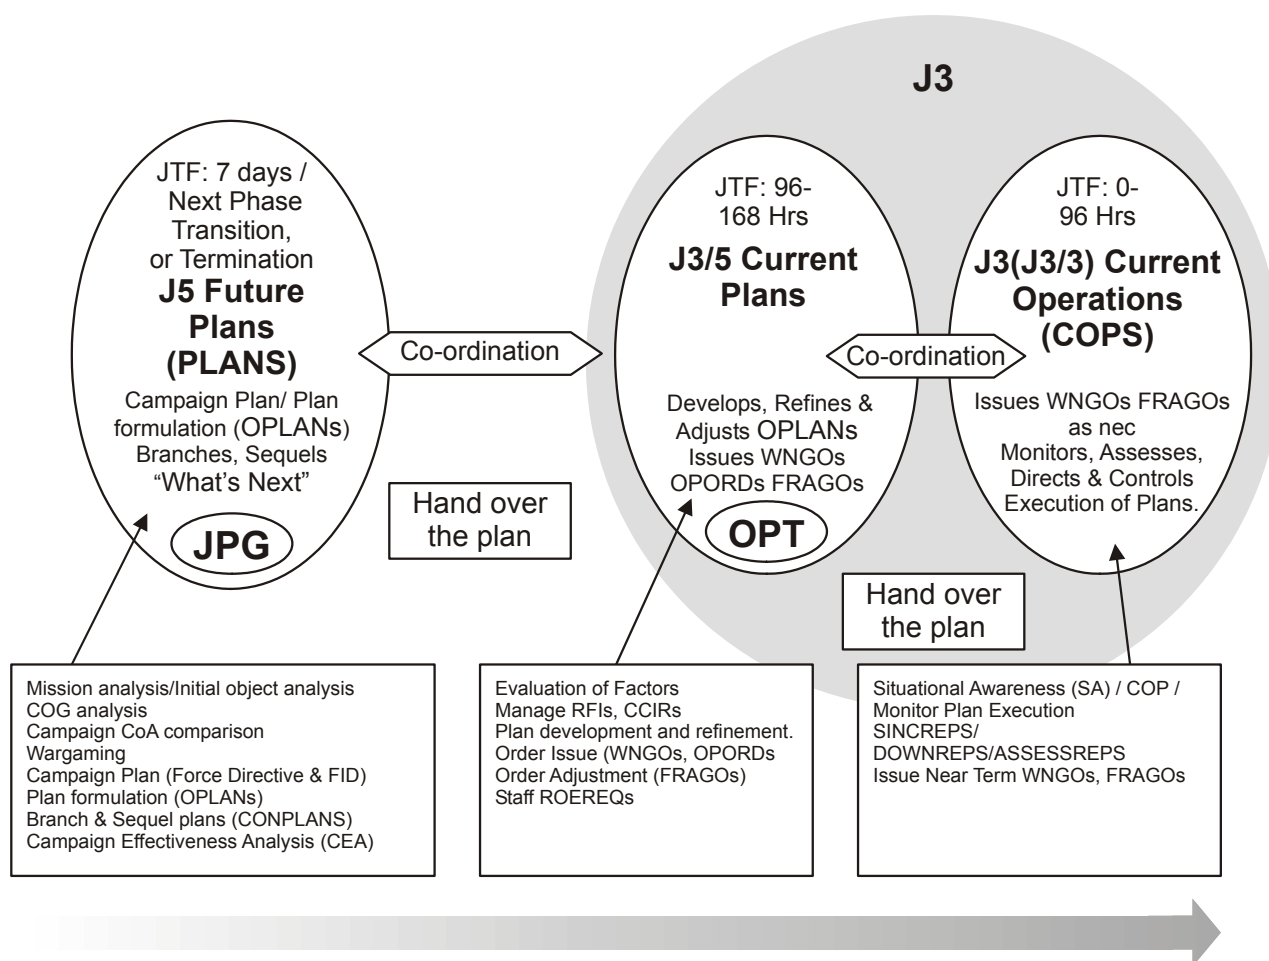 J3
JTF: 7 days /
Next Phase
Transition,
or Termination
J5 Future
Plans
(PLANS)
Campaign Plan/ Plan
formulation (OPLANs)
Branches, Sequels
“What’s Next”
JPG
Co-ordination
Hand over
the plan
JTF: 96-
168 Hrs
J3/5 Current
Plans
Develops, Refines &
Adjusts OPLANs
Issues WNGOs
OPORDs FRAGOs
OPT
Co-ordination
Hand over
the plan
JTF: 0-
96 Hrs
J3(J3/3) Current
Operations
(COPS)
Issues WNGOs FRAGOs
as nec
Monitors, Assesses,
Directs & Controls
Execution of Plans.
Mission analysis/Initial object analysis
COG analysis
Campaign CoA comparison
Wargaming
Campaign Plan (Force Directive & FID)
Plan formulation (OPLANs)
Branch & Sequel plans (CONPLANS)
Campaign Effectiveness Analysis (CEA)
Evaluation of Factors
Manage RFIs, CCIRs
Plan development and refinement.
Order Issue (WNGOs, OPORDs
Order Adjustment (FRAGOs)
Staff ROEREQs
Situational Awareness (SA) / COP /
Monitor Plan Execution
SINCREPS/
DOWNREPS/ASSESSREPS
Issue Near Term WNGOs, FRAGOs